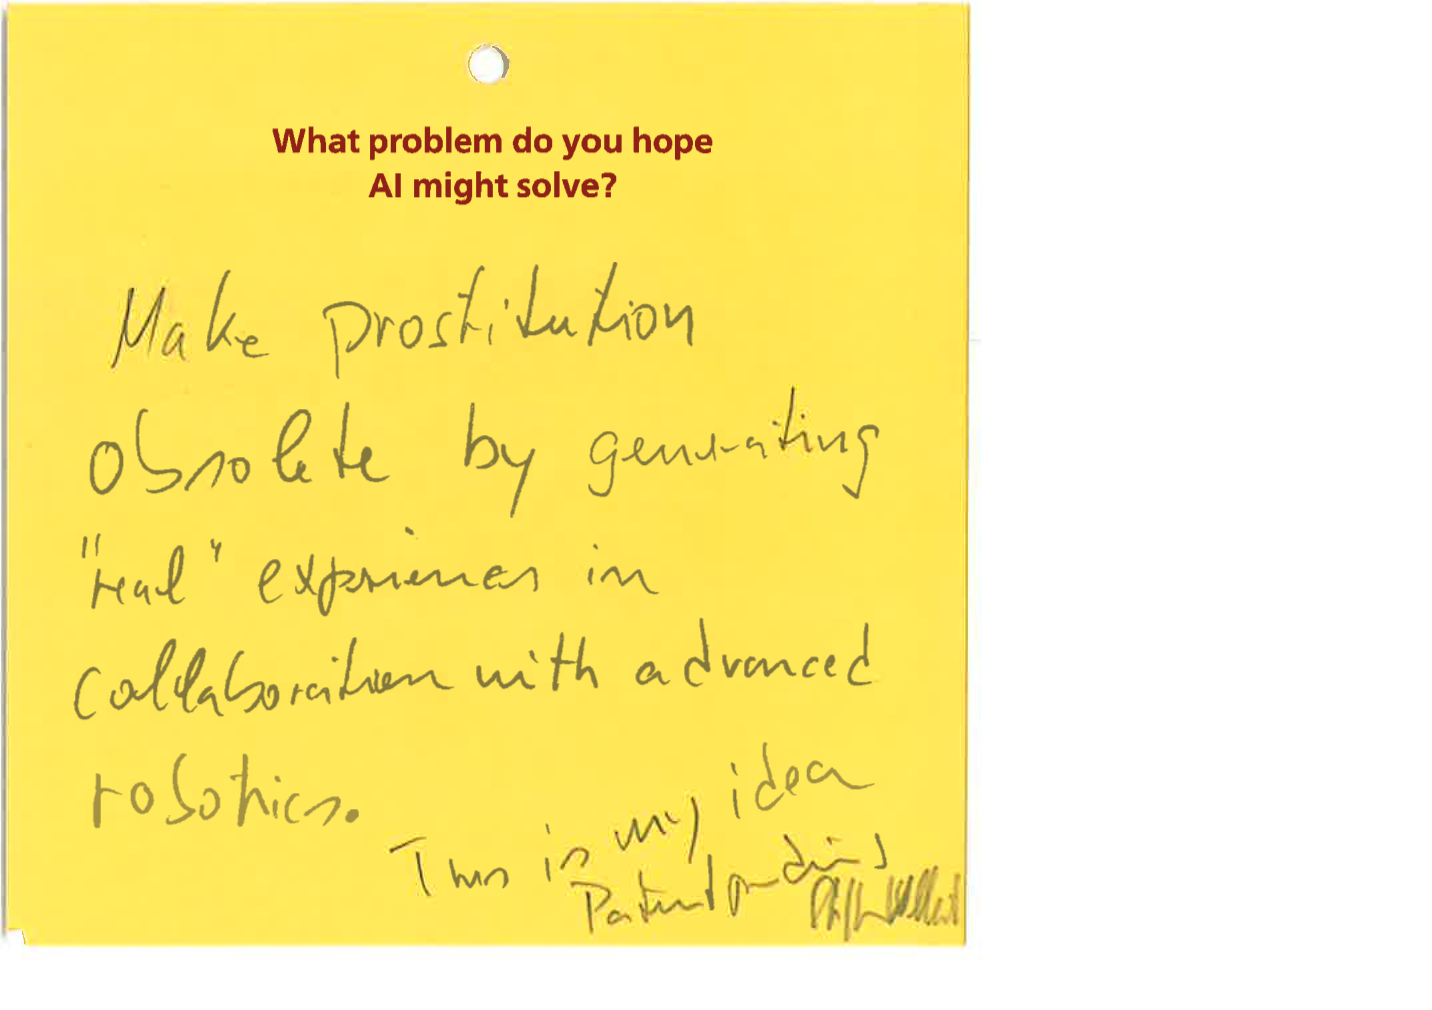 What problem do you hope
AI might solve?
Make prostitution
obsolete by generating
"real" experiences in
collaboration with advanced
robotics.
This is my idea
Patent pending